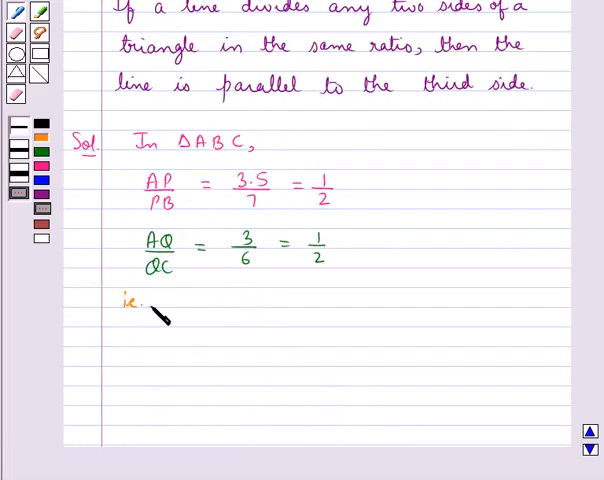 If a line divides any two sides of a
triangle in the same ratio, then the
line is parallel to the third side.
Sol. In ΔABC,
AP/PB = 3.5/7 = 1/2
AQ/QC = 3/6 = 1/2
ie.